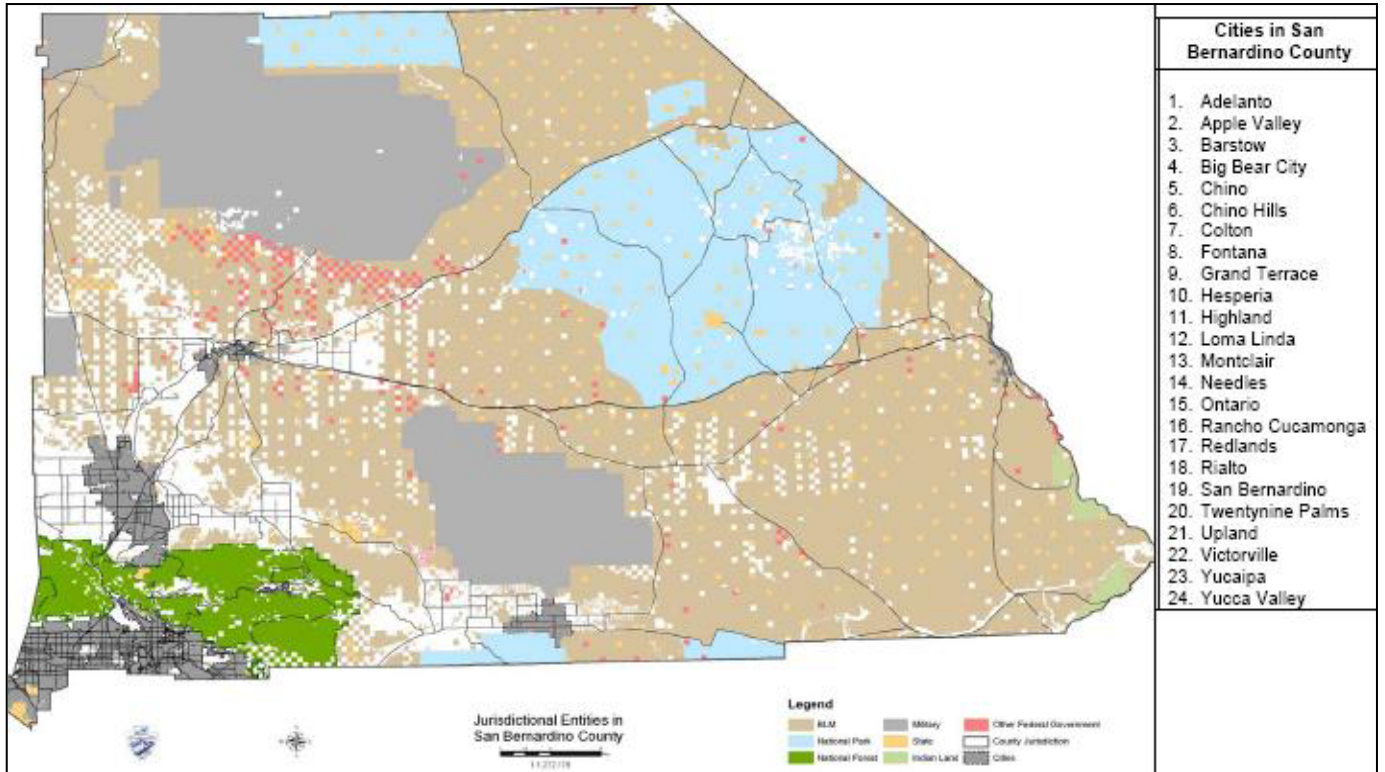 Cities in San
Bernardino County
1. Adelanto
2. Apple Valley
3. Barstow
4. Big Bear City
5. Chino
6. Chino Hills
7. Colton
8. Fontana
9. Grand Terrace
10. Hesperia
11. Highland
12. Loma Linda
13. Montclair
14. Needles
15. Ontario
16. Rancho Cucamonga
17. Redlands
18. Rialto
19. San Bernardino
20. Twentynine Palms
21. Upland
22. Victorville
23. Yucaipa
24. Yucca Valley
Jurisdictional Entities in
San Bernardino County
Legend
BLM
Military
Other Federal Government
National Park
State
County Jurisdiction
National Forest
Indian Land
Cities